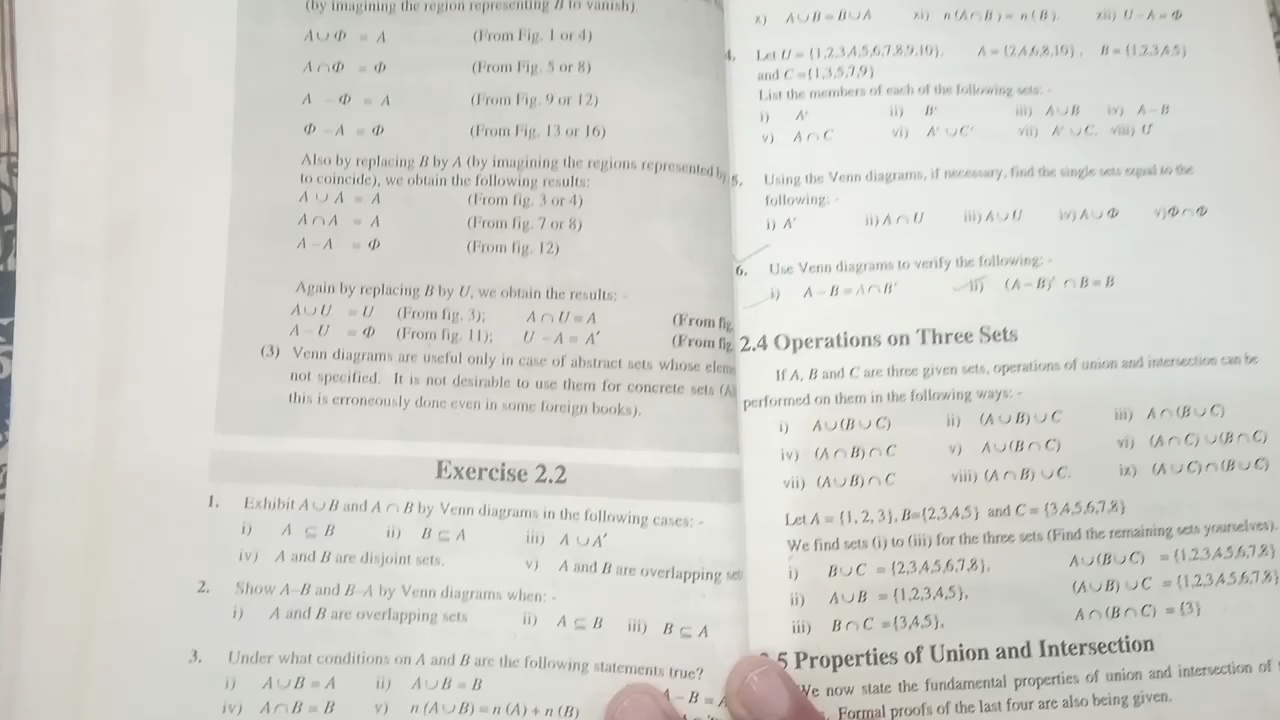 (by imagining the region representing B to vanish).
A ∪ Φ = A (From Fig. 1 or 4)
A ∩ Φ = Φ (From Fig. 5 or 8)
A − Φ = A (From Fig. 9 or 12)
Φ − A = Φ (From Fig. 13 or 16)
Also by replacing B by A (by imagining the regions represented by
to coincide), we obtain the following results:
A ∪ A = A (From fig. 3 or 4)
A ∩ A = A (From fig. 7 or 8)
A − A = Φ (From fig. 12)
Again by replacing B by U, we obtain the results: -
A ∪ U = U (From fig. 3); A ∩ U = A (From fig.
A − U = Φ (From fig. 11); U − A = A′ (From fig.
(3) Venn diagrams are useful only in case of abstract sets whose elem
not specified. It is not desirable to use them for concrete sets (A
this is erroneously done even in some foreign books).
Exercise 2.2
1. Exhibit A ∪ B and A ∩ B by Venn diagrams in the following cases: -
i) A ⊆ B ii) B ⊆ A iii) A ∪ A′
iv) A and B are disjoint sets. v) A and B are overlapping set
2. Show A−B and B−A by Venn diagrams when: -
i) A and B are overlapping sets ii) A ⊆ B iii) B ⊆ A
3. Under what conditions on A and B are the following statements true?
i) A ∪ B = A ii) A ∪ B = B A − B = A
iv) A ∩ B = B v) n (A ∪ B) = n (A) + n (B)
x) A ∪ B = B ∪ A xi) n (A ∩ B) = n (B). xii) U − A = Φ
4. Let U = {1,2,3,4,5,6,7,8,9,10}, A = {2,4,6,8,10}, B = {1,2,3,4,5}
and C = {1,3,5,7,9}
List the members of each of the following sets: -
i) A′ ii) B′ iii) A ∪ B iv) A − B
v) A ∩ C vi) A′ ∪ C′ vii) A′ ∪ C. viii) U′
5. Using the Venn diagrams, if necessary, find the single sets equal to the
following: -
i) A′ ii) A ∩ U iii) A ∪ U iv) A ∪ Φ v) Φ ∩ Φ
6. Use Venn diagrams to verify the following: -
i) A − B = A ∩ B′ ii) (A − B)′ ∩ B = B
2.4 Operations on Three Sets
If A, B and C are three given sets, operations of union and intersection can be
performed on them in the following ways: -
i) A ∪ (B ∪ C) ii) (A ∪ B) ∪ C iii) A ∩ (B ∪ C)
iv) (A ∩ B) ∩ C v) A ∪ (B ∩ C) vi) (A ∩ C) ∪ (B ∩ C)
vii) (A ∪ B) ∩ C viii) (A ∩ B) ∪ C. ix) (A ∪ C) ∩ (B ∪ C)
Let A = {1, 2, 3}, B={2,3,4,5} and C = {3,4,5,6,7,8}
We find sets (i) to (iii) for the three sets (Find the remaining sets yourselves).
i) B ∪ C = {2,3,4,5,6,7,8}, A ∪ (B ∪ C) = {1,2,3,4,5,6,7,8}
ii) A ∪ B = {1,2,3,4,5}, (A ∪ B) ∪ C = {1,2,3,4,5,6,7,8}
iii) B ∩ C = {3,4,5}, A ∩ (B ∩ C) = {3}
5 Properties of Union and Intersection
We now state the fundamental properties of union and intersection of
Formal proofs of the last four are also being given.